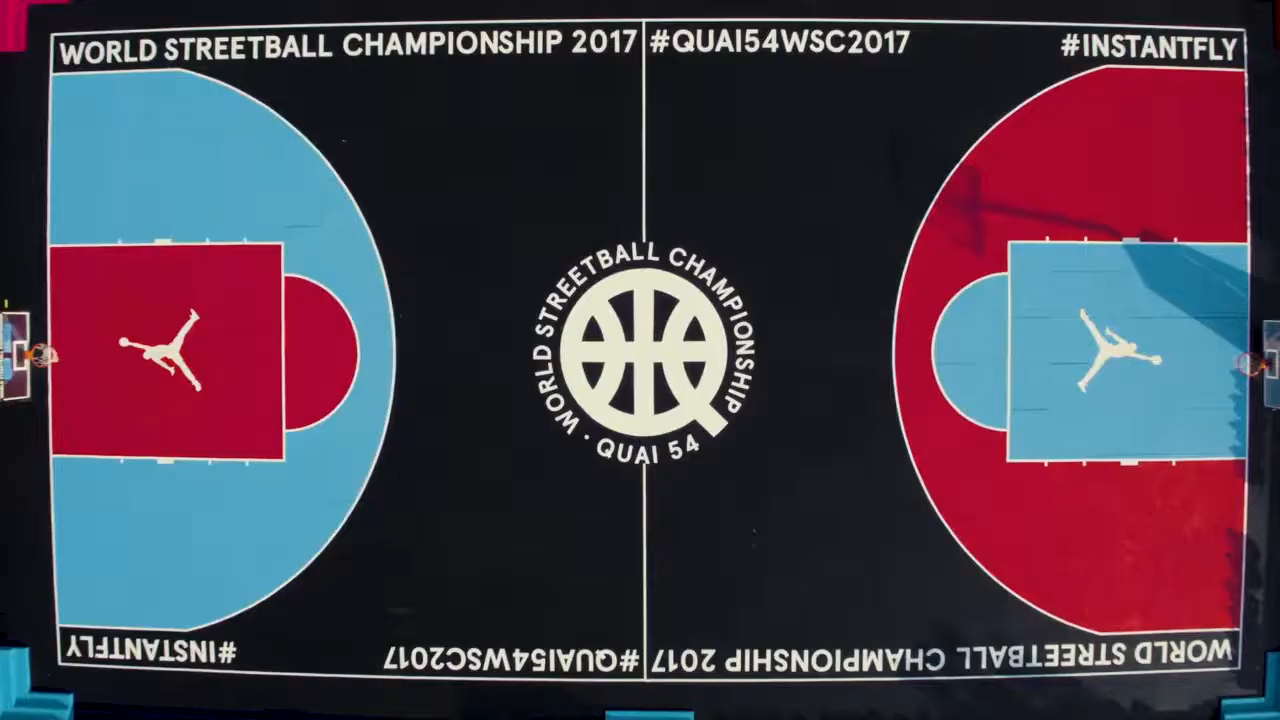 WORLD STREETBALL CHAMPIONSHIP 2017
#QUAI54WSC2017
#INSTANTFLY
WORLD STREETBALL CHAMPIONSHIP
· QUAI 54
#INSTANTFLY
#QUAI54WSC2017
WORLD STREETBALL CHAMPIONSHIP 2017